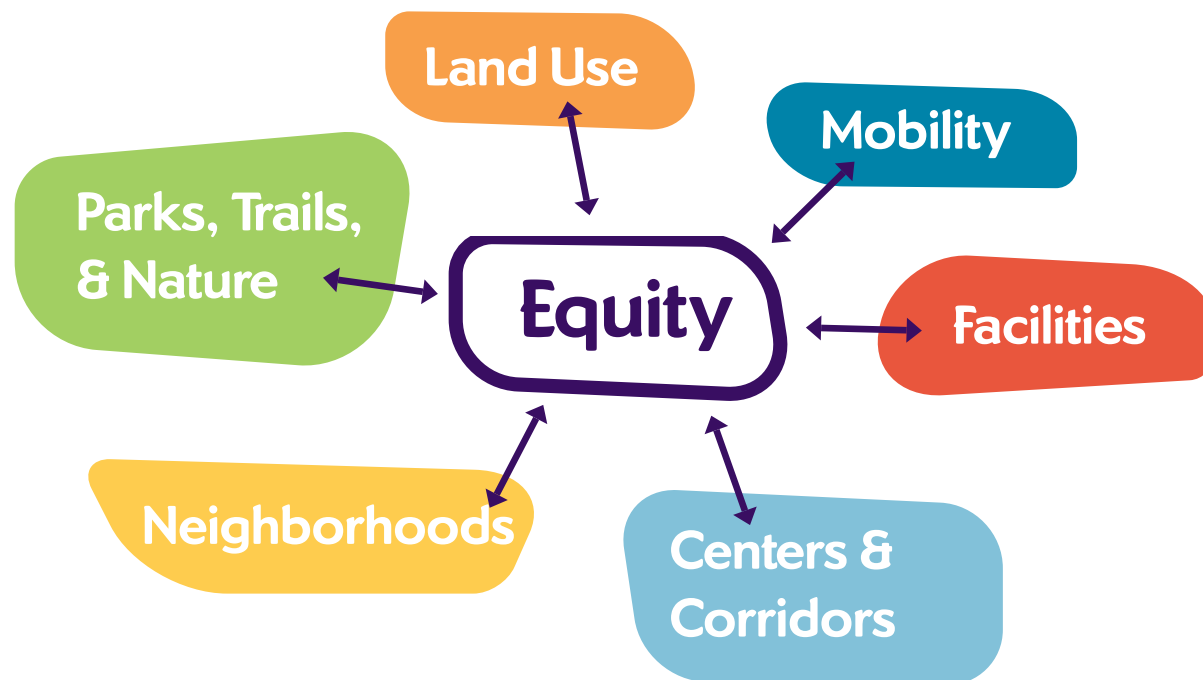 Land Use
Mobility
Parks, Trails,
& Nature
Equity
Facilities
Neighborhoods
Centers &
Corridors